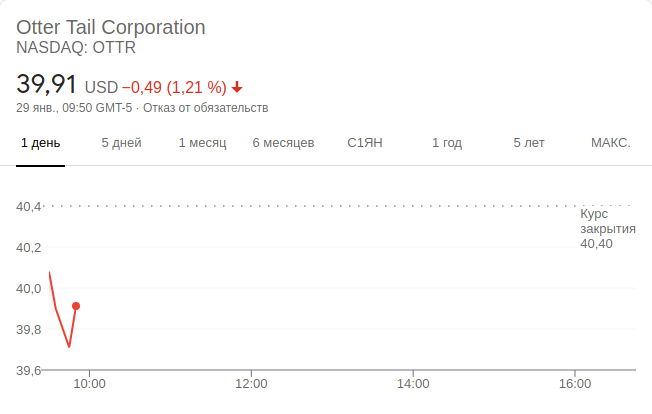 Otter Tail Corporation
NASDAQ: OTTR
39,91 USD −0,49 (1,21 %)
29 янв., 09:50 GMT-5 · Отказ от обязательств
1 день 5 дней 1 месяц 6 месяцев С1ЯН 1 год 5 лет МАКС.
40,4
Курс
закрытия
40,2 40,40
40,0
39,8
39,6
10:00 12:00 14:00 16:00